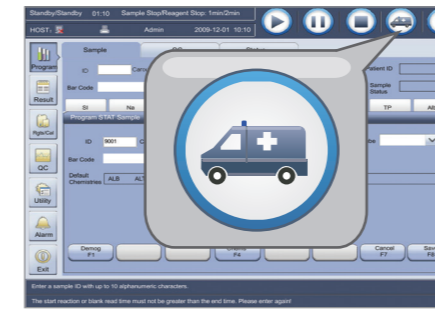 Standby/Standby 01:10 Sample Stop/Reagent Stop: 1min/2min
HOST: Admin 2009-12-01 10:10
Sample QC
Program
ID
Patient ID
Bar Code
Sample Status
Result
SI Na TP
Program STAT Sample
Rgts/Cal
ID 9001
Bar Code
QC
Default Chemistries ALB
Utility
Alarm
Demog F1
F4
Cancel F7
F8
Exit
Enter a sample ID with up to 10 alphanumeric characters.
The start reaction or blank read time must not be greater than the end time. Please enter again!